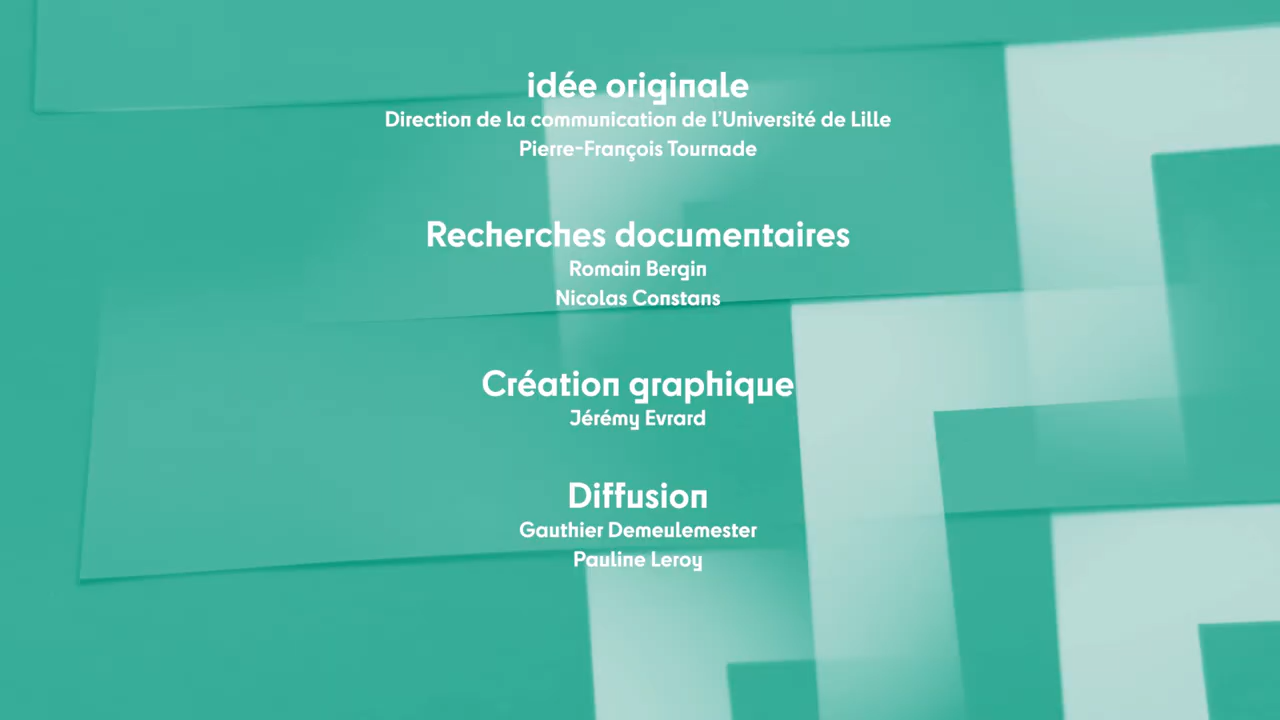 idée originale
Direction de la communication de l'Université de Lille
Pierre-François Tournade
Recherches documentaires
Romain Bergin
Nicolas Constans
Création graphique
Jérémy Evrard
Diffusion
Gauthier Demeulemester
Pauline Leroy